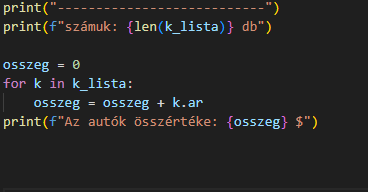 print("---------------------------")
print(f"számuk: {len(k_lista)} db")
osszeg = 0
for k in k_lista:
    osszeg = osszeg + k.ar
print(f"Az autók összértéke: {osszeg} $")